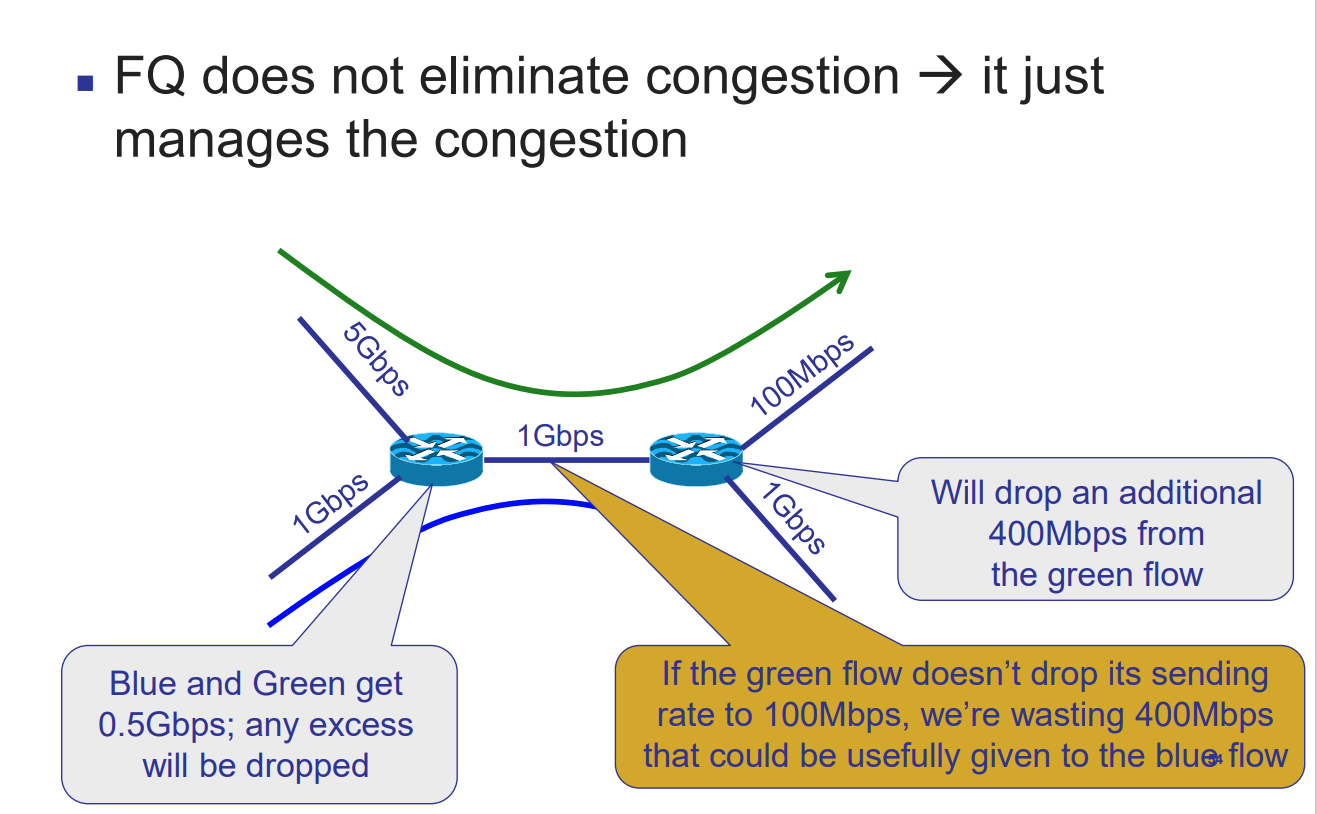 ▪ FQ does not eliminate congestion → it just
manages the congestion
5Gbps
100Mbps
1Gbps
1Gbps
1Gbps
Will drop an additional
400Mbps from
the green flow
Blue and Green get
0.5Gbps; any excess
will be dropped
If the green flow doesn’t drop its sending
rate to 100Mbps, we’re wasting 400Mbps
that could be usefully given to the blue flow